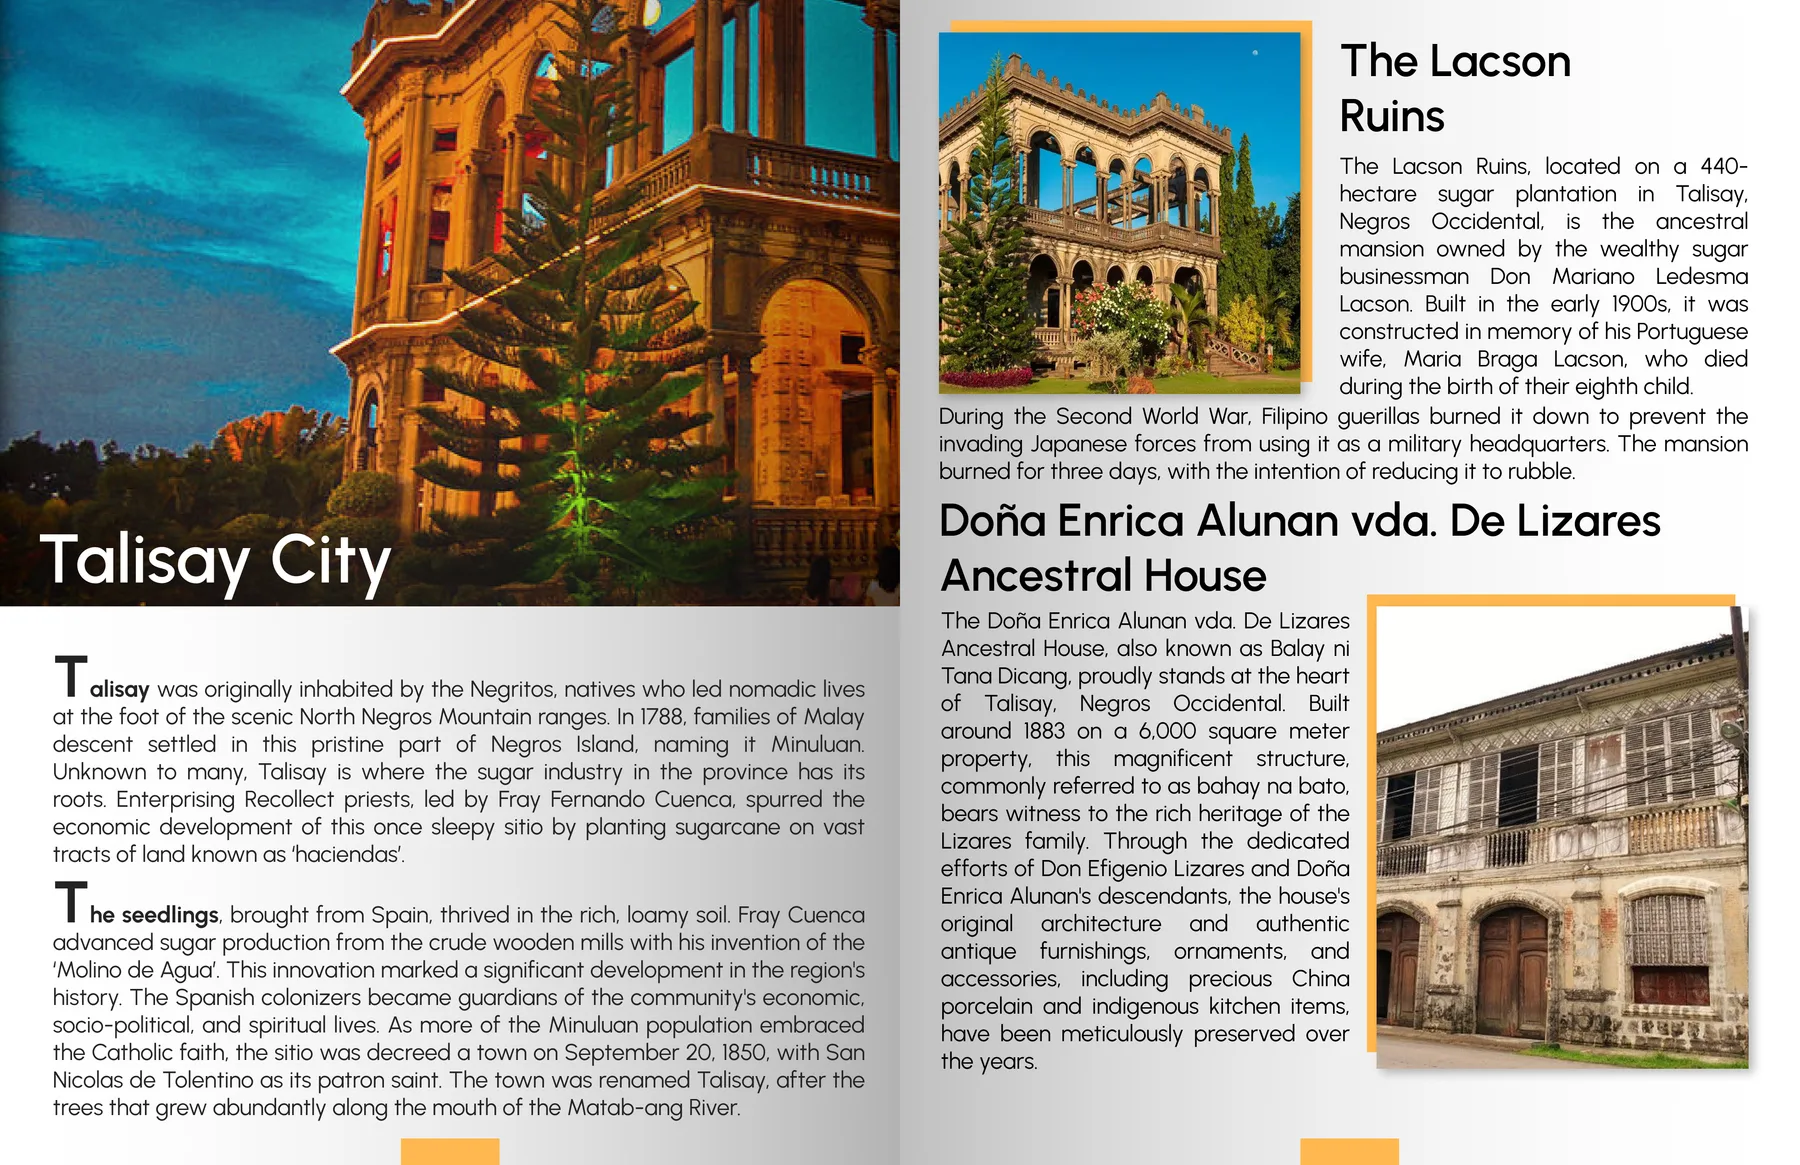 Talisay City
Talisay was originally inhabited by the Negritos, natives who led nomadic lives
at the foot of the scenic North Negros Mountain ranges. In 1788, families of Malay
descent settled in this pristine part of Negros Island, naming it Minuluan.
Unknown to many, Talisay is where the sugar industry in the province has its
roots. Enterprising Recollect priests, led by Fray Fernando Cuenca, spurred the
economic development of this once sleepy sitio by planting sugarcane on vast
tracts of land known as ‘haciendas’.
The seedlings, brought from Spain, thrived in the rich, loamy soil. Fray Cuenca
advanced sugar production from the crude wooden mills with his invention of the
‘Molino de Agua’. This innovation marked a significant development in the region's
history. The Spanish colonizers became guardians of the community's economic,
socio-political, and spiritual lives. As more of the Minuluan population embraced
the Catholic faith, the sitio was decreed a town on September 20, 1850, with San
Nicolas de Tolentino as its patron saint. The town was renamed Talisay, after the
trees that grew abundantly along the mouth of the Matab-ang River.
The Lacson
Ruins
The Lacson Ruins, located on a 440-
hectare sugar plantation in Talisay,
Negros Occidental, is the ancestral
mansion owned by the wealthy sugar
businessman Don Mariano Ledesma
Lacson. Built in the early 1900s, it was
constructed in memory of his Portuguese
wife, Maria Braga Lacson, who died
during the birth of their eighth child.
During the Second World War, Filipino guerillas burned it down to prevent the
invading Japanese forces from using it as a military headquarters. The mansion
burned for three days, with the intention of reducing it to rubble.
Doña Enrica Alunan vda. De Lizares
Ancestral House
The Doña Enrica Alunan vda. De Lizares
Ancestral House, also known as Balay ni
Tana Dicang, proudly stands at the heart
of Talisay, Negros Occidental. Built
around 1883 on a 6,000 square meter
property, this magnificent structure,
commonly referred to as bahay na bato,
bears witness to the rich heritage of the
Lizares family. Through the dedicated
efforts of Don Efigenio Lizares and Doña
Enrica Alunan's descendants, the house's
original architecture and authentic
antique furnishings, ornaments, and
accessories, including precious China
porcelain and indigenous kitchen items,
have been meticulously preserved over
the years.